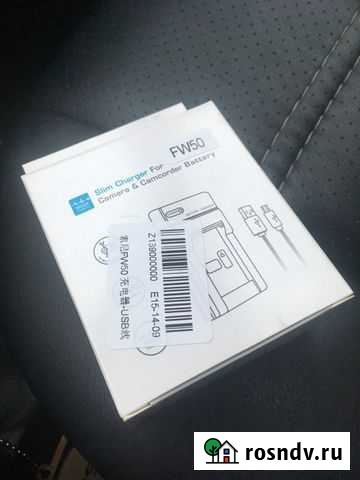 FW50
Slim Charger For
Camera & Camcorder Battery
Z139000000 E15-14-09
索尼FW50 充电器-USB线
rosndv.ru